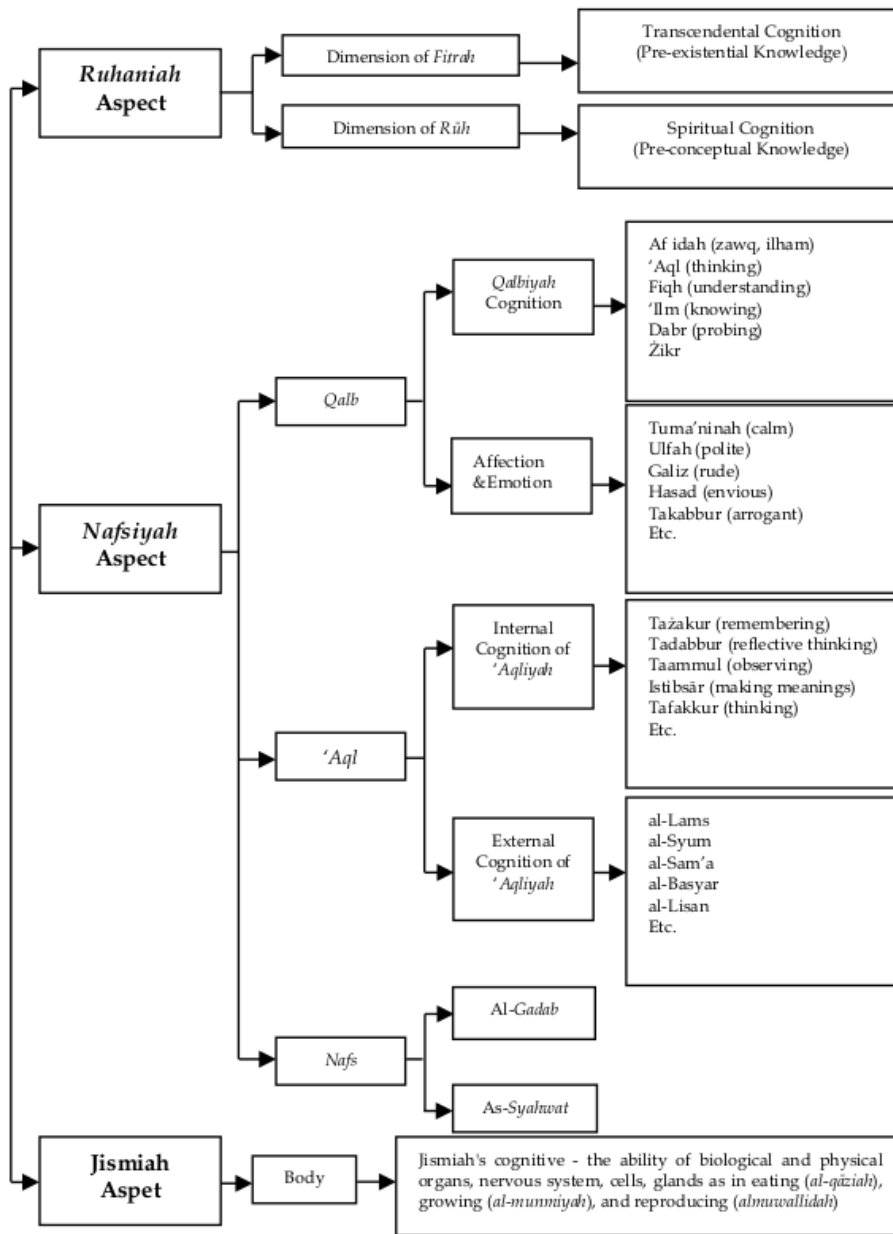 Ruhaniah
Aspect
Dimension of Fiṭrah
Transcendental Cognition
(Pre-existential Knowledge)
Dimension of Rūh
Spiritual Cognition
(Pre-conceptual Knowledge)
Nafsiyah
Aspect
Qalb
Qalbiyah
Cognition
Af idah (zawq, ilham)
‘Aql (thinking)
Fiqh (understanding)
‘Ilm (knowing)
Dabr (probing)
Żikr
Affection
&Emotion
Tuma’ninah (calm)
Ulfah (polite)
Galiz (rude)
Hasad (envious)
Takabbur (arrogant)
Etc.
‘Aql
Internal
Cognition of
‘Aqliyah
Tażakur (remembering)
Tadabbur (reflective thinking)
Taammul (observing)
Istibsār (making meanings)
Tafakkur (thinking)
Etc.
External
Cognition of
‘Aqliyah
al-Lams
al-Syum
al-Sam’a
al-Basyar
al-Lisan
Etc.
Nafs
Al-Gadab
As-Syahwat
Jismiah
Aspet
Body
Jismiah's cognitive - the ability of biological and physical
organs, nervous system, cells, glands as in eating (al-qāziah),
growing (al-munmiyah), and reproducing (almuwallidah)